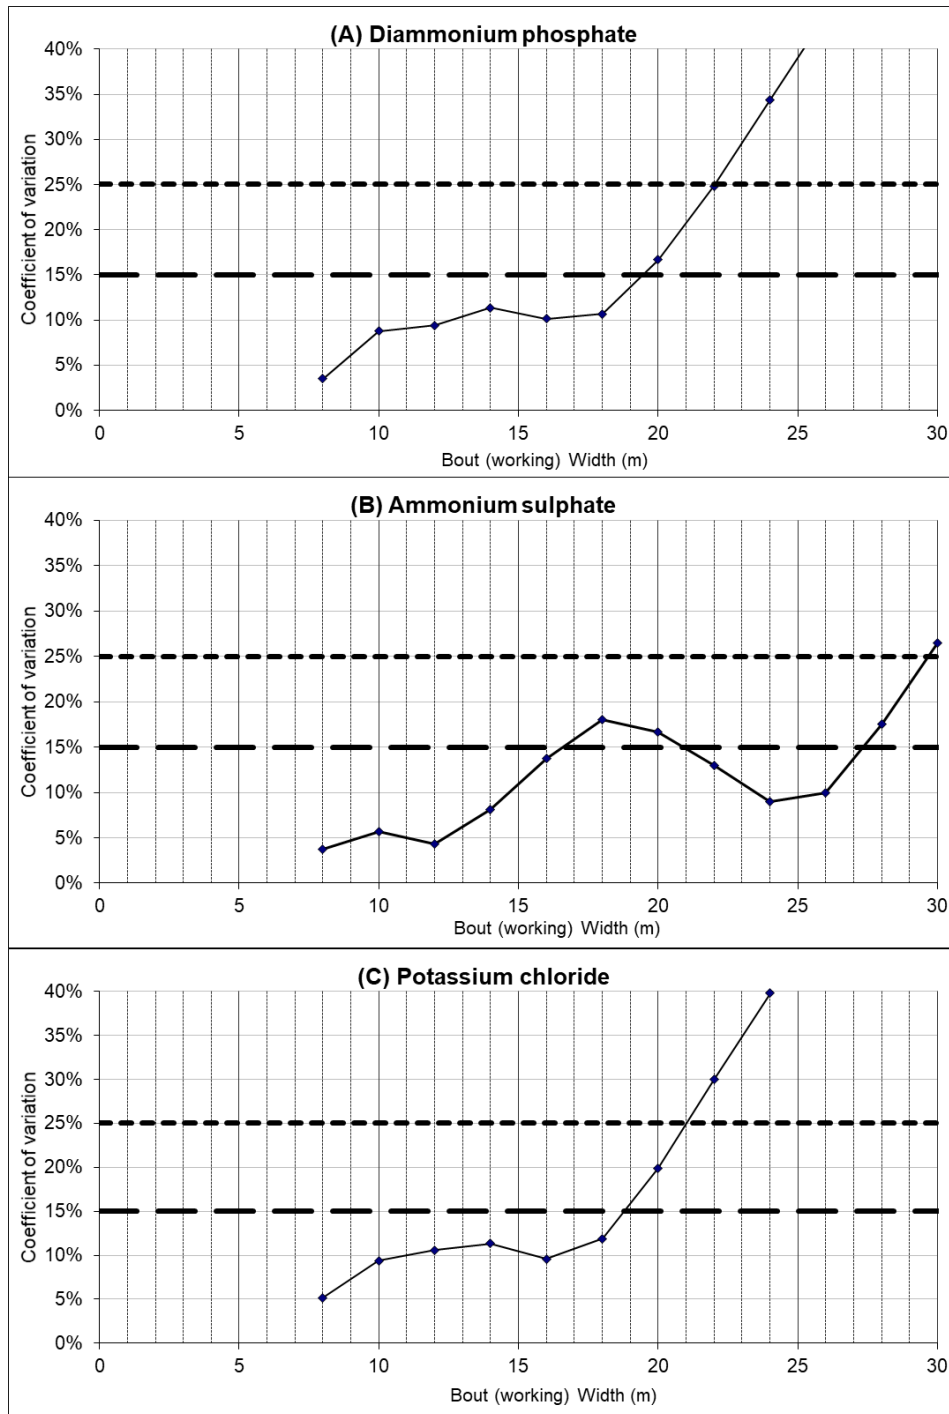 (A) Diammonium phosphate
40%
35%
30%
25%
20%
15%
10%
5%
0%
Coefficient of variation
0 5 10 15 20 25 30
Bout (working) Width (m)
(B) Ammonium sulphate
40%
35%
30%
25%
20%
15%
10%
5%
0%
Coefficient of variation
0 5 10 15 20 25 30
Bout (working) Width (m)
(C) Potassium chloride
40%
35%
30%
25%
20%
15%
10%
5%
0%
Coefficient of variation
0 5 10 15 20 25 30
Bout (working) Width (m)